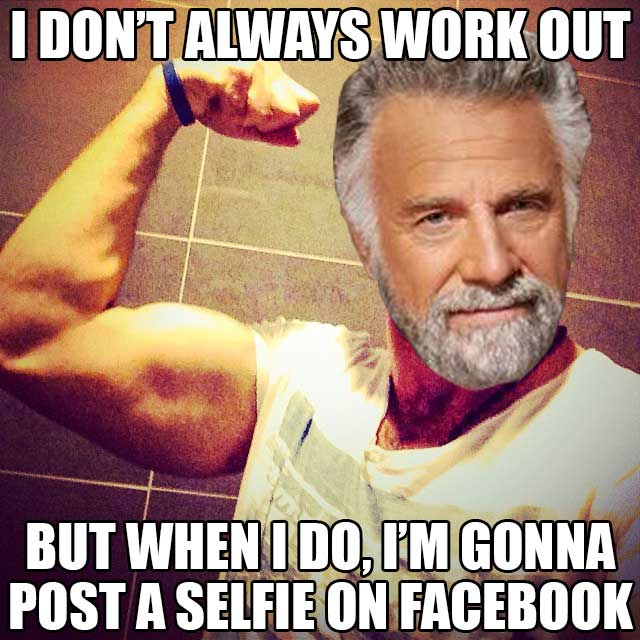 I DON'T ALWAYS WORK OUT
BUT WHEN I DO, I'M GONNA
POST A SELFIE ON FACEBOOK